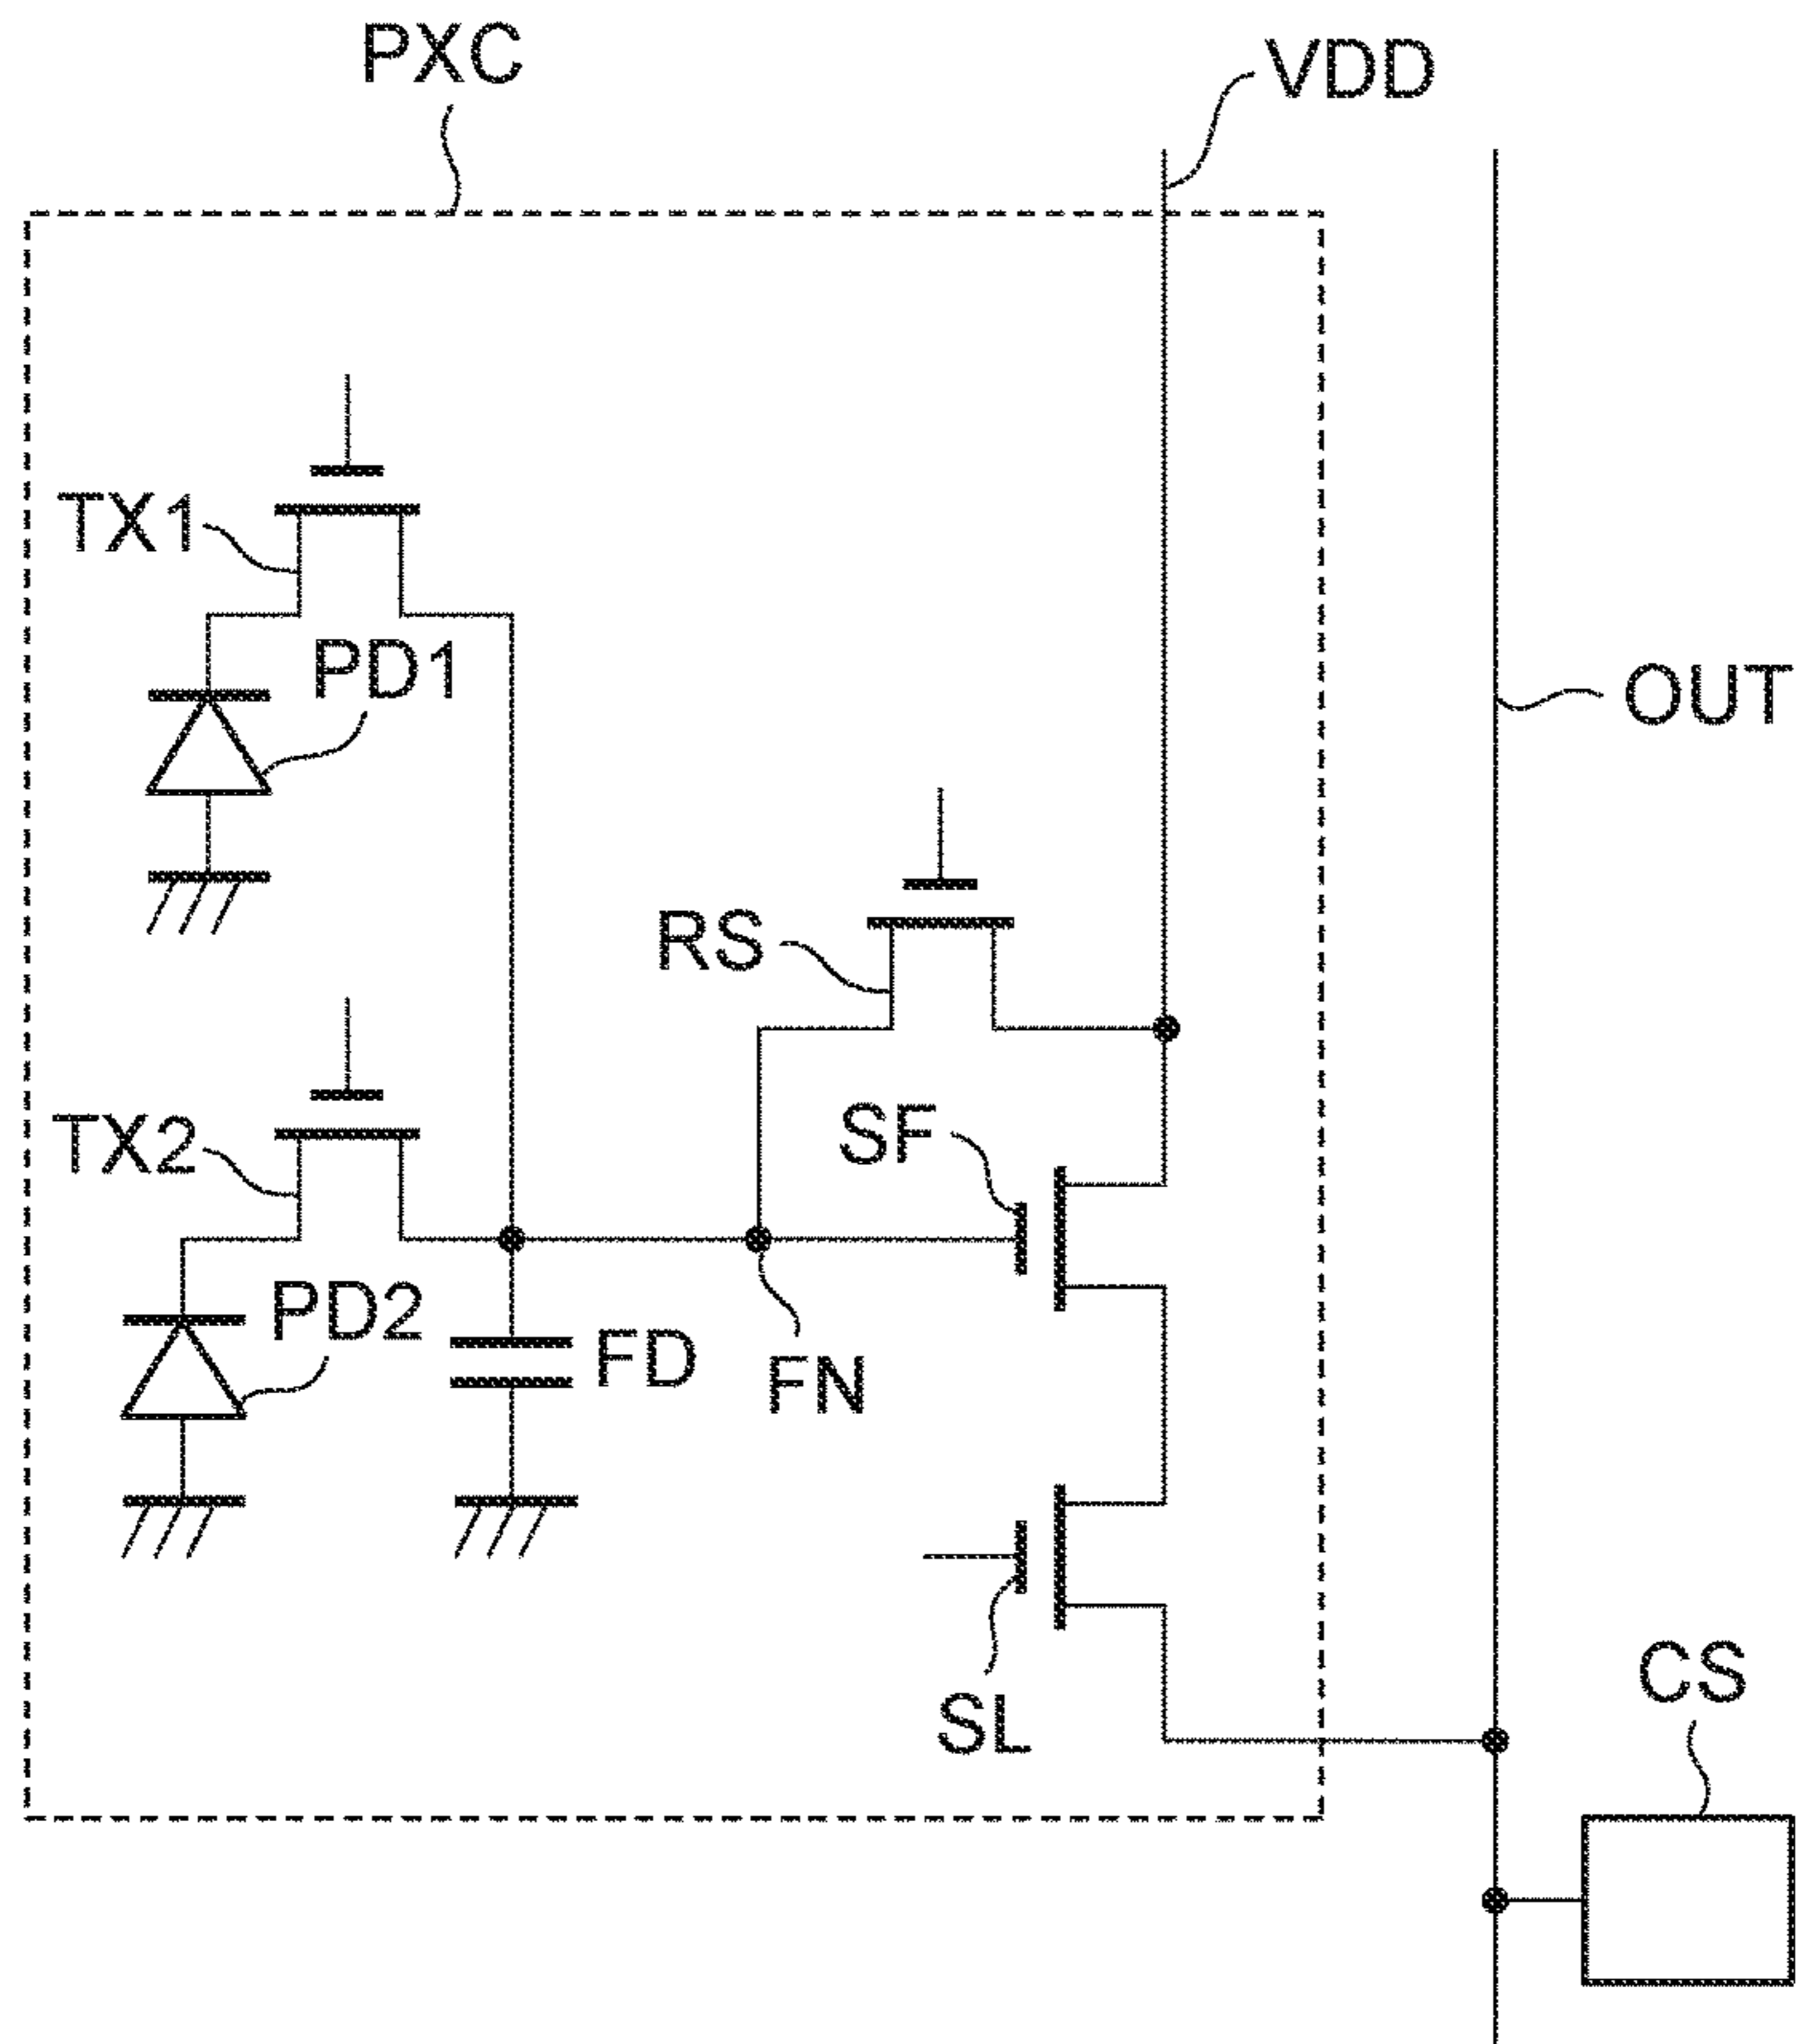 PXC
VDD
TX1
PD1
OUT
RS
SF
TX2
PD2
FD
FN
CS
SL